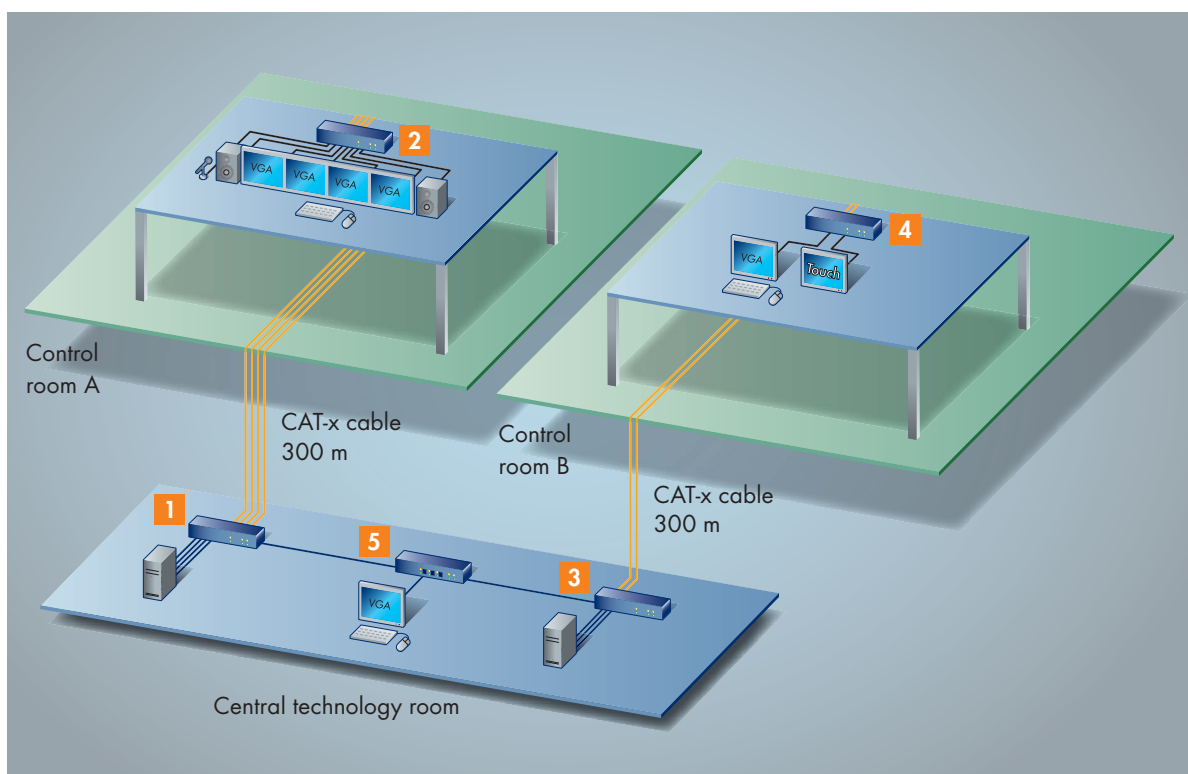 2
VGA
VGA
VGA
VGA
4
VGA
Touch
Control
room A
CAT-x cable
300 m
Control
room B
CAT-x cable
300 m
1
5
3
VGA
Central technology room